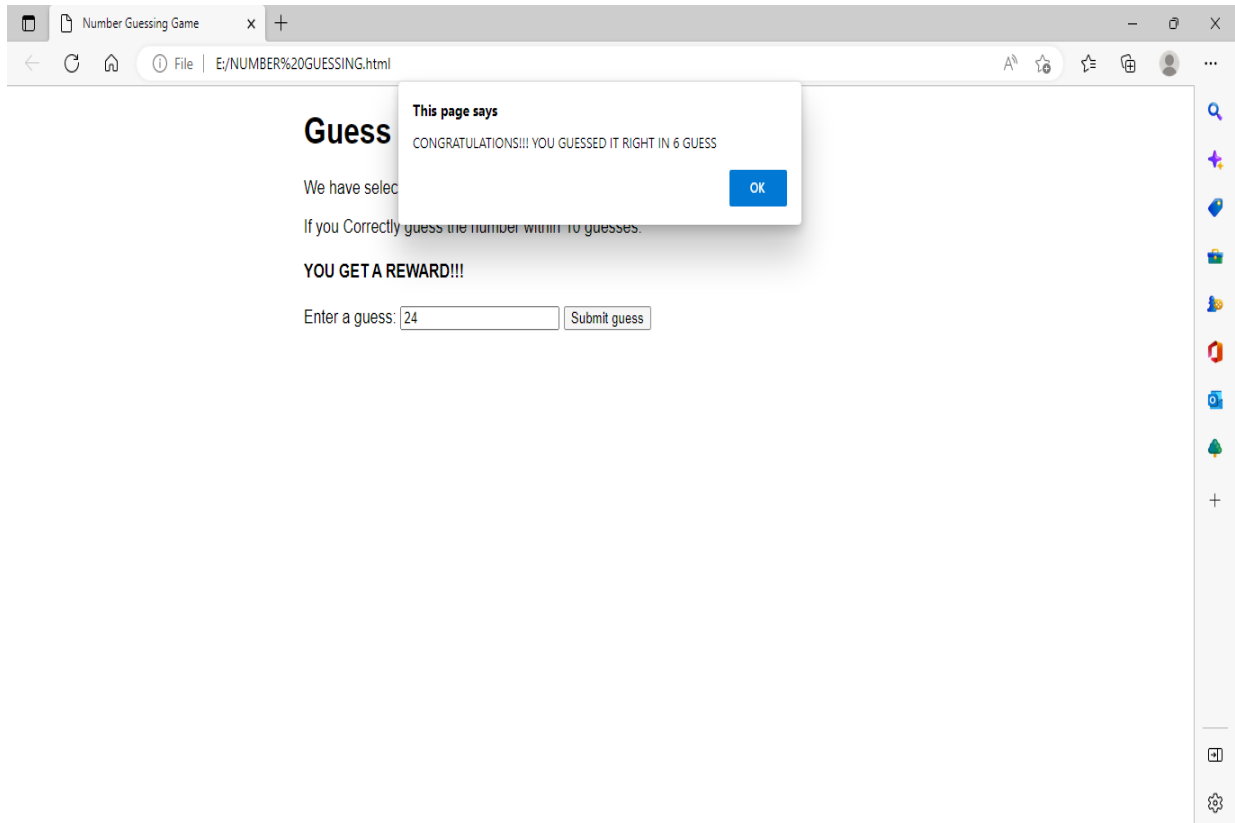 Number Guessing Game
File
E:/NUMBER%20GUESSING.html
This page says
CONGRATULATIONS!!! YOU GUESSED IT RIGHT IN 6 GUESS
OK
Guess
We have selec
If you Correctly guess the number within 10 guesses.
YOU GET A REWARD!!!
Enter a guess: 24 Submit guess